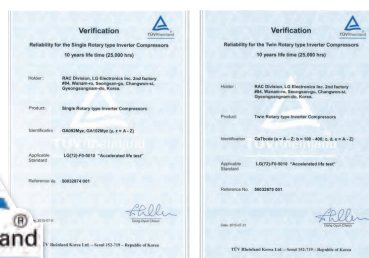 Verification
TÜVRheinland
Reliability for the Single Rotary type Inverter Compressors
10 years life time (25,000 hrs)
Holder :
RAC Division, LG Electronics Inc. 2nd factory
#84, Wanam-ro, Seongsan-gu, Changwon-si,
Gyeongsangnam-do, Korea.
Product:
Single Rotary type Inverter Compressors
Identification
Applicable
Standard
LG(72)-F0-5010 "Accelerated life test"
Reference No.
50032874 001
®
and
Rheinland Korea Ltd. – Seoul 153-719 – Republic of Korea
Verification
TÜVRheinland
Reliability for the Twin Rotary type Inverter Compressors
10 years life time (25,000 hrs)
Holder :
RAC Division, LG Electronics Inc. 2nd factory
#84, Wanam-ro, Seongsan-gu, Changwon-si,
Gyeongsangnam-do, Korea.
Product:
Twin Rotary type Inverter Compressors
Identification:
Applicable
Standard
LG(72)-F0-5010 "Accelerated life test"
Reference No.
50032875 001
TÜV Rheinland Korea Ltd. – Seoul 153-719 – Republic of Korea